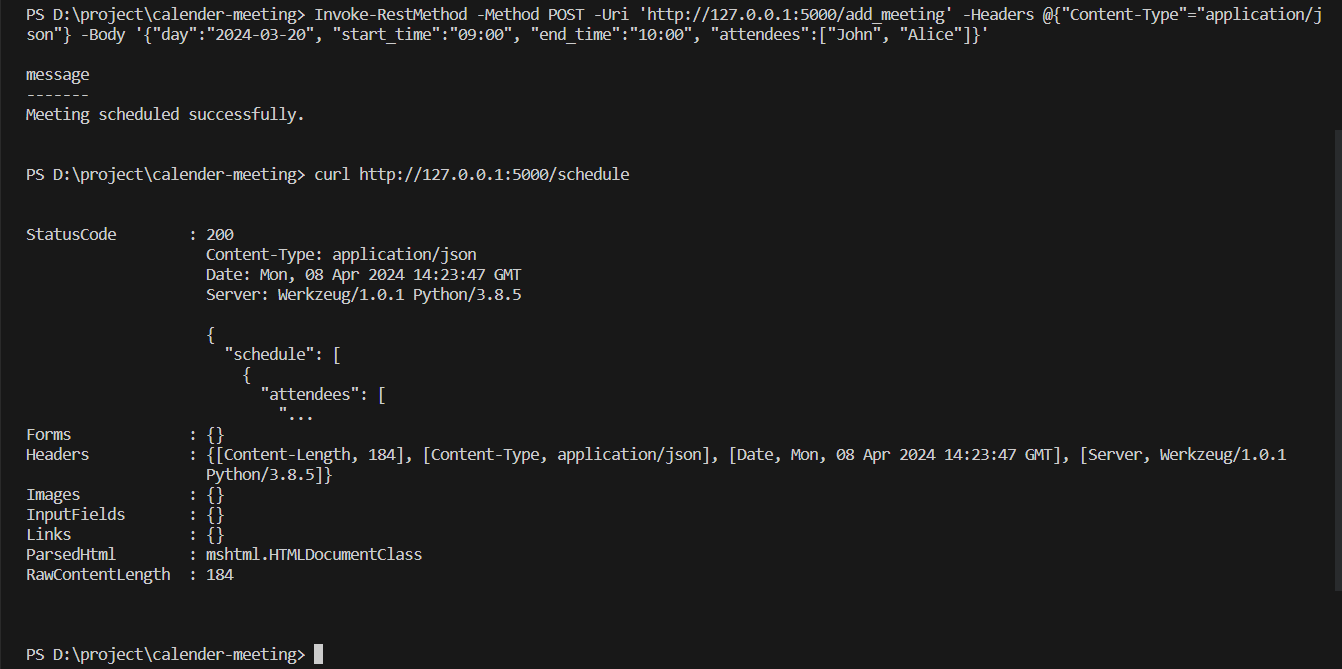 PS D:\project\calender-meeting> Invoke-RestMethod -Method POST -Uri 'http://127.0.0.1:5000/add_meeting' -Headers @{"Content-Type"="application/j
son"} -Body '{"day":"2024-03-20", "start_time":"09:00", "end_time":"10:00", "attendees":["John", "Alice"]}'
message
-------
Meeting scheduled successfully.
PS D:\project\calender-meeting> curl http://127.0.0.1:5000/schedule
StatusCode        : 200
                    Content-Type: application/json
                    Date: Mon, 08 Apr 2024 14:23:47 GMT
                    Server: Werkzeug/1.0.1 Python/3.8.5
                    {
                      "schedule": [
                        {
                          "attendees": [
                            "...
Forms             : {}
Headers           : {[Content-Length, 184], [Content-Type, application/json], [Date, Mon, 08 Apr 2024 14:23:47 GMT], [Server, Werkzeug/1.0.1
                    Python/3.8.5]}
Images            : {}
InputFields       : {}
Links             : {}
ParsedHtml        : mshtml.HTMLDocumentClass
RawContentLength  : 184
PS D:\project\calender-meeting>